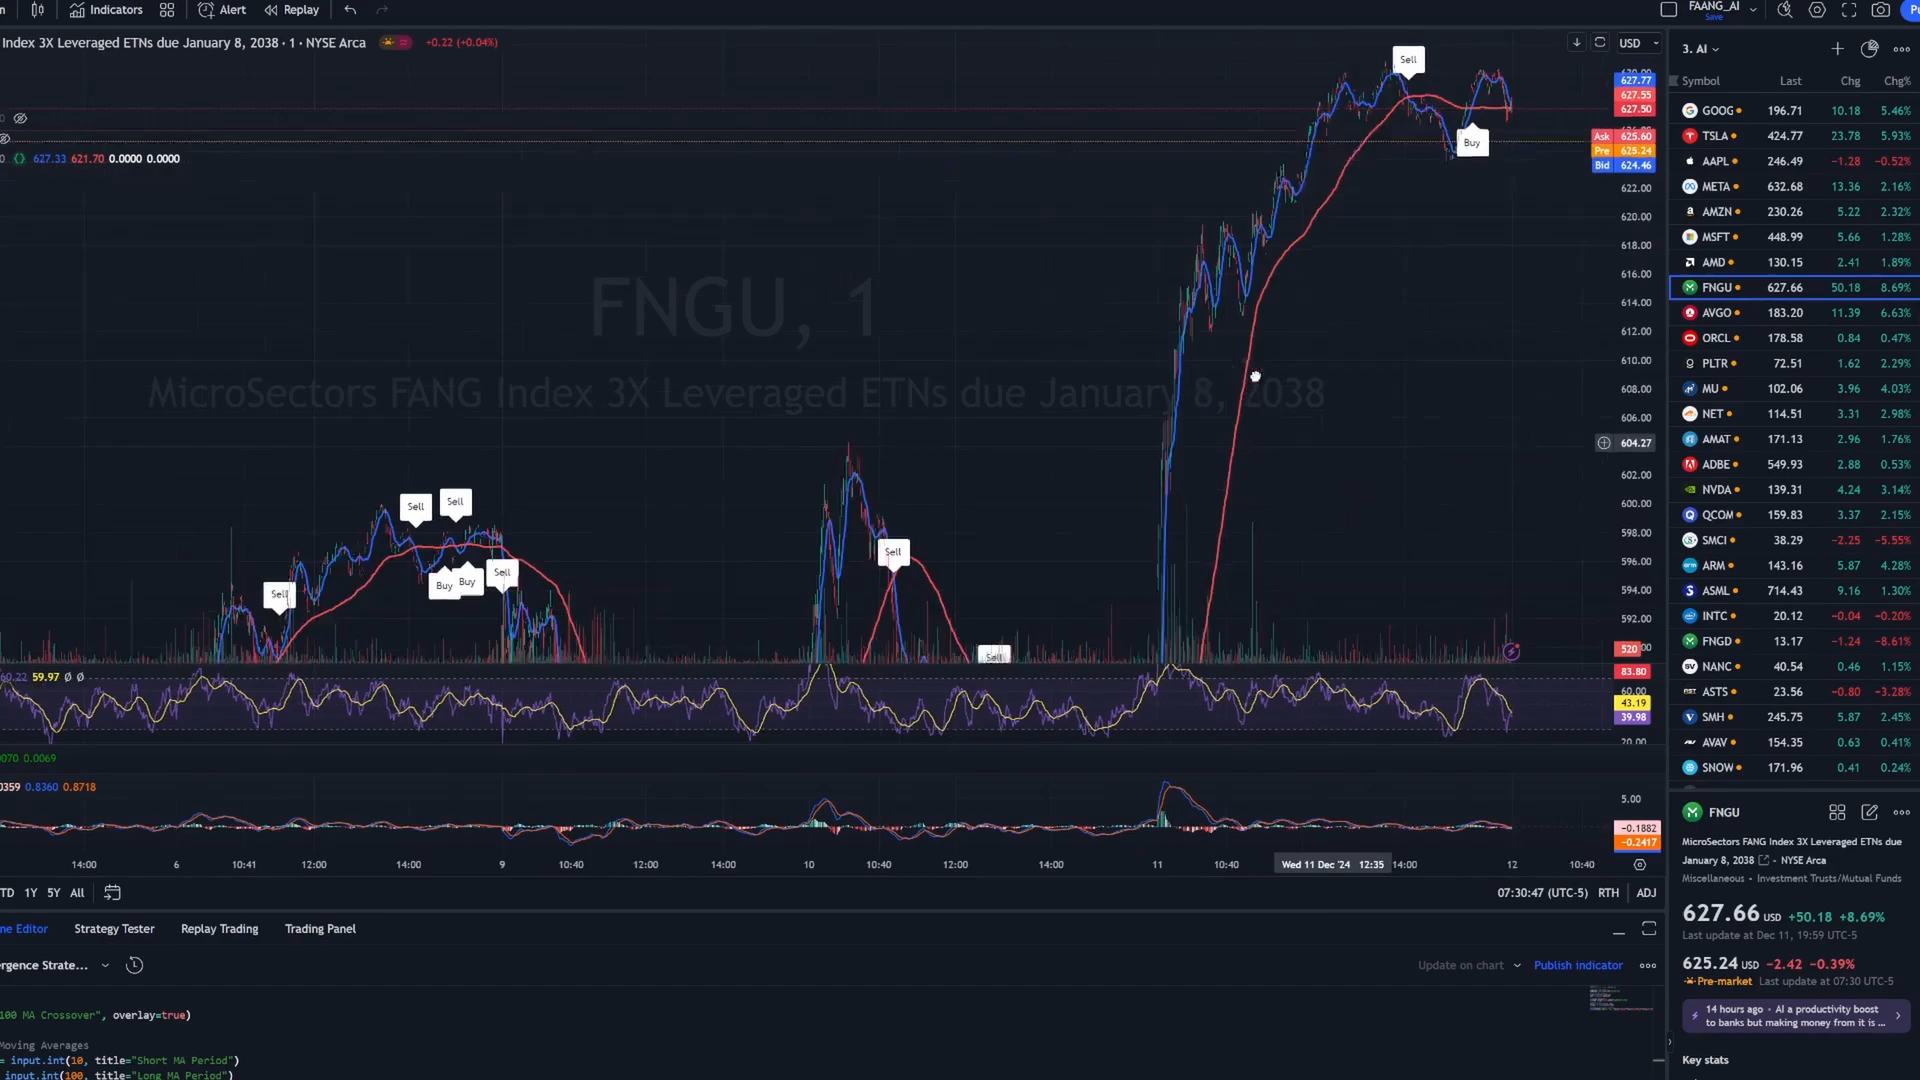 Indicators Alert Replay FAANG_AI
Save
Index 3X Leveraged ETNs due January 8, 2038 · 1 · NYSE Arca +0.22 (+0.04%) USD
627.33 621.70 0.0000 0.0000
FNGU, 1
MicroSectors FANG Index 3X Leveraged ETNs due January 8, 2038
Sell
Buy
Sell
Sell
Sell
Buy
Buy
Sell
Sell
Sell
627.77
627.55
627.50
Ask 625.60
Pre 625.24
Bid 624.46
622.00
620.00
618.00
616.00
614.00
612.00
610.00
608.00
606.00
604.27
602.00
600.00
598.00
596.00
594.00
592.00
520
83.80
60.00
43.19
39.98
20.00
60.22 59.97 Ø Ø
0070 0.0069
0359 0.8360 0.8718
5.00
−0.1882
−0.2417
14:00 6 10:41 12:00 14:00 9 10:40 12:00 14:00 10 10:40 12:00 14:00 11 10:40 Wed 11 Dec '24 12:35 14:00 12 10:40
TD 1Y 5Y All 07:30:47 (UTC-5) RTH ADJ
ne Editor Strategy Tester Replay Trading Trading Panel
ergence Strate... Update on chart Publish indicator
100 MA Crossover", overlay=true)
Moving Averages
= input.int(10, title="Short MA Period")
input.int(100, title="Long MA Period")
3. AI
Symbol Last Chg Chg%
GOOG 196.71 10.18 5.46%
TSLA 424.77 23.78 5.93%
AAPL 246.49 −1.28 −0.52%
META 632.68 13.36 2.16%
AMZN 230.26 5.22 2.32%
MSFT 448.99 5.66 1.28%
AMD 130.15 2.41 1.89%
FNGU 627.66 50.18 8.69%
AVGO 183.20 11.39 6.63%
ORCL 178.58 0.84 0.47%
PLTR 72.51 1.62 2.29%
MU 102.06 3.96 4.03%
NET 114.51 3.31 2.98%
AMAT 171.13 2.96 1.76%
ADBE 549.93 2.88 0.53%
NVDA 139.31 4.24 3.14%
QCOM 159.83 3.37 2.15%
SMCI 38.29 −2.25 −5.55%
ARM 143.16 5.87 4.28%
ASML 714.43 9.16 1.30%
INTC 20.12 −0.04 −0.20%
FNGD 13.17 −1.24 −8.61%
NANC 40.54 0.46 1.15%
ASTS 23.56 −0.80 −3.28%
SMH 245.75 5.87 2.45%
AVAV 154.35 0.63 0.41%
SNOW 171.96 0.41 0.24%
FNGU
MicroSectors FANG Index 3X Leveraged ETNs due
January 8, 2038 · NYSE Arca
Miscellaneous • Investment Trusts/Mutual Funds
627.66 USD +50.18 +8.69%
Last update at Dec 11, 19:59 UTC-5
625.24 USD −2.42 −0.39%
Pre-market Last update at 07:30 UTC-5
14 hours ago · AI a productivity boost
to banks but making money from it is ...
Key stats